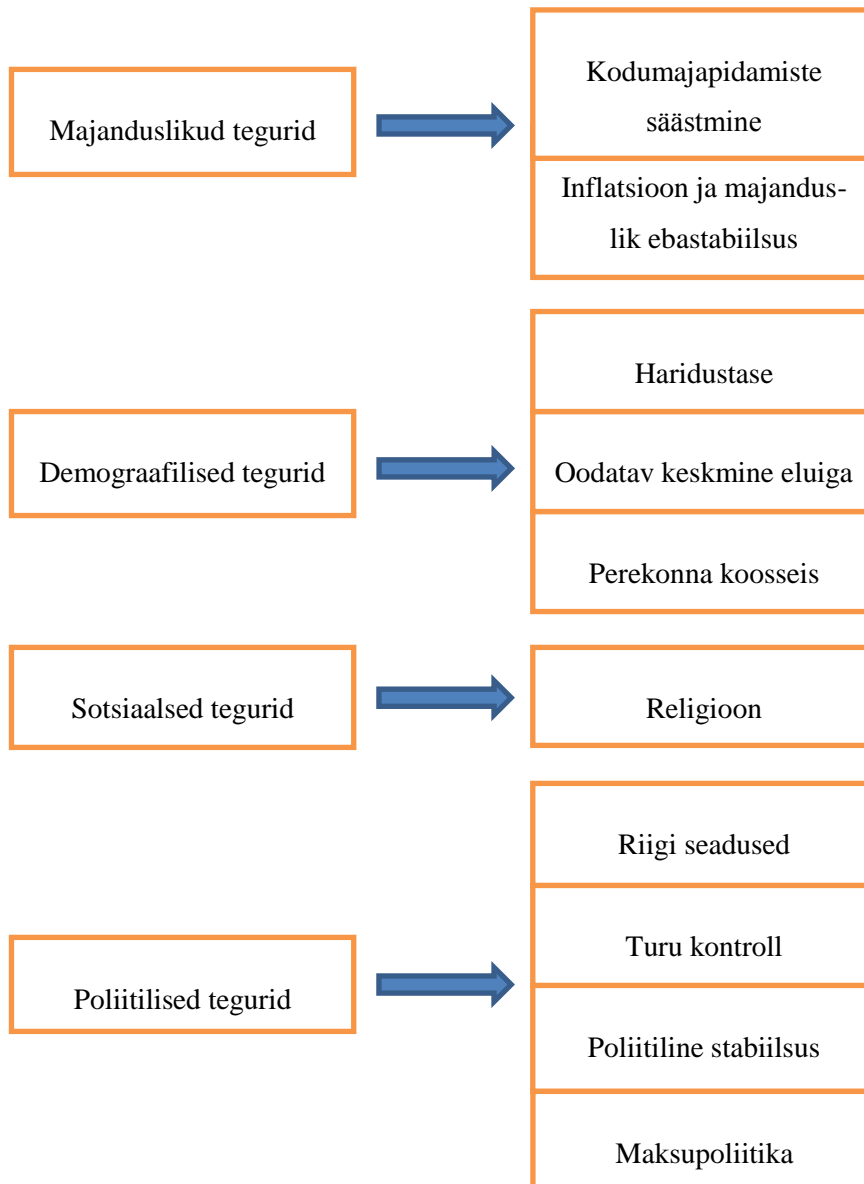 Majanduslikud tegurid
Kodumajapidamiste
säästmine
Inflatsioon ja majandus-
lik ebastabiilsus
Demograafilised tegurid
Haridustase
Oodatav keskmine eluiga
Perekonna koosseis
Sotsiaalsed tegurid
Religioon
Poliitilised tegurid
Riigi seadused
Turu kontroll
Poliitiline stabiilsus
Maksupoliitika